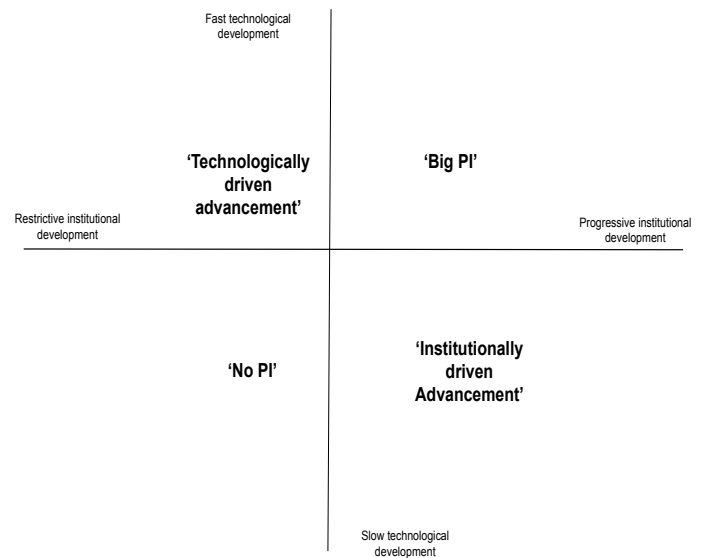 Fast technological
development
‘Technologically
driven
advancement’
‘Big PI’
Restrictive institutional
development
Progressive institutional
development
‘No PI’
‘Institutionally
driven
Advancement’
Slow technological
development